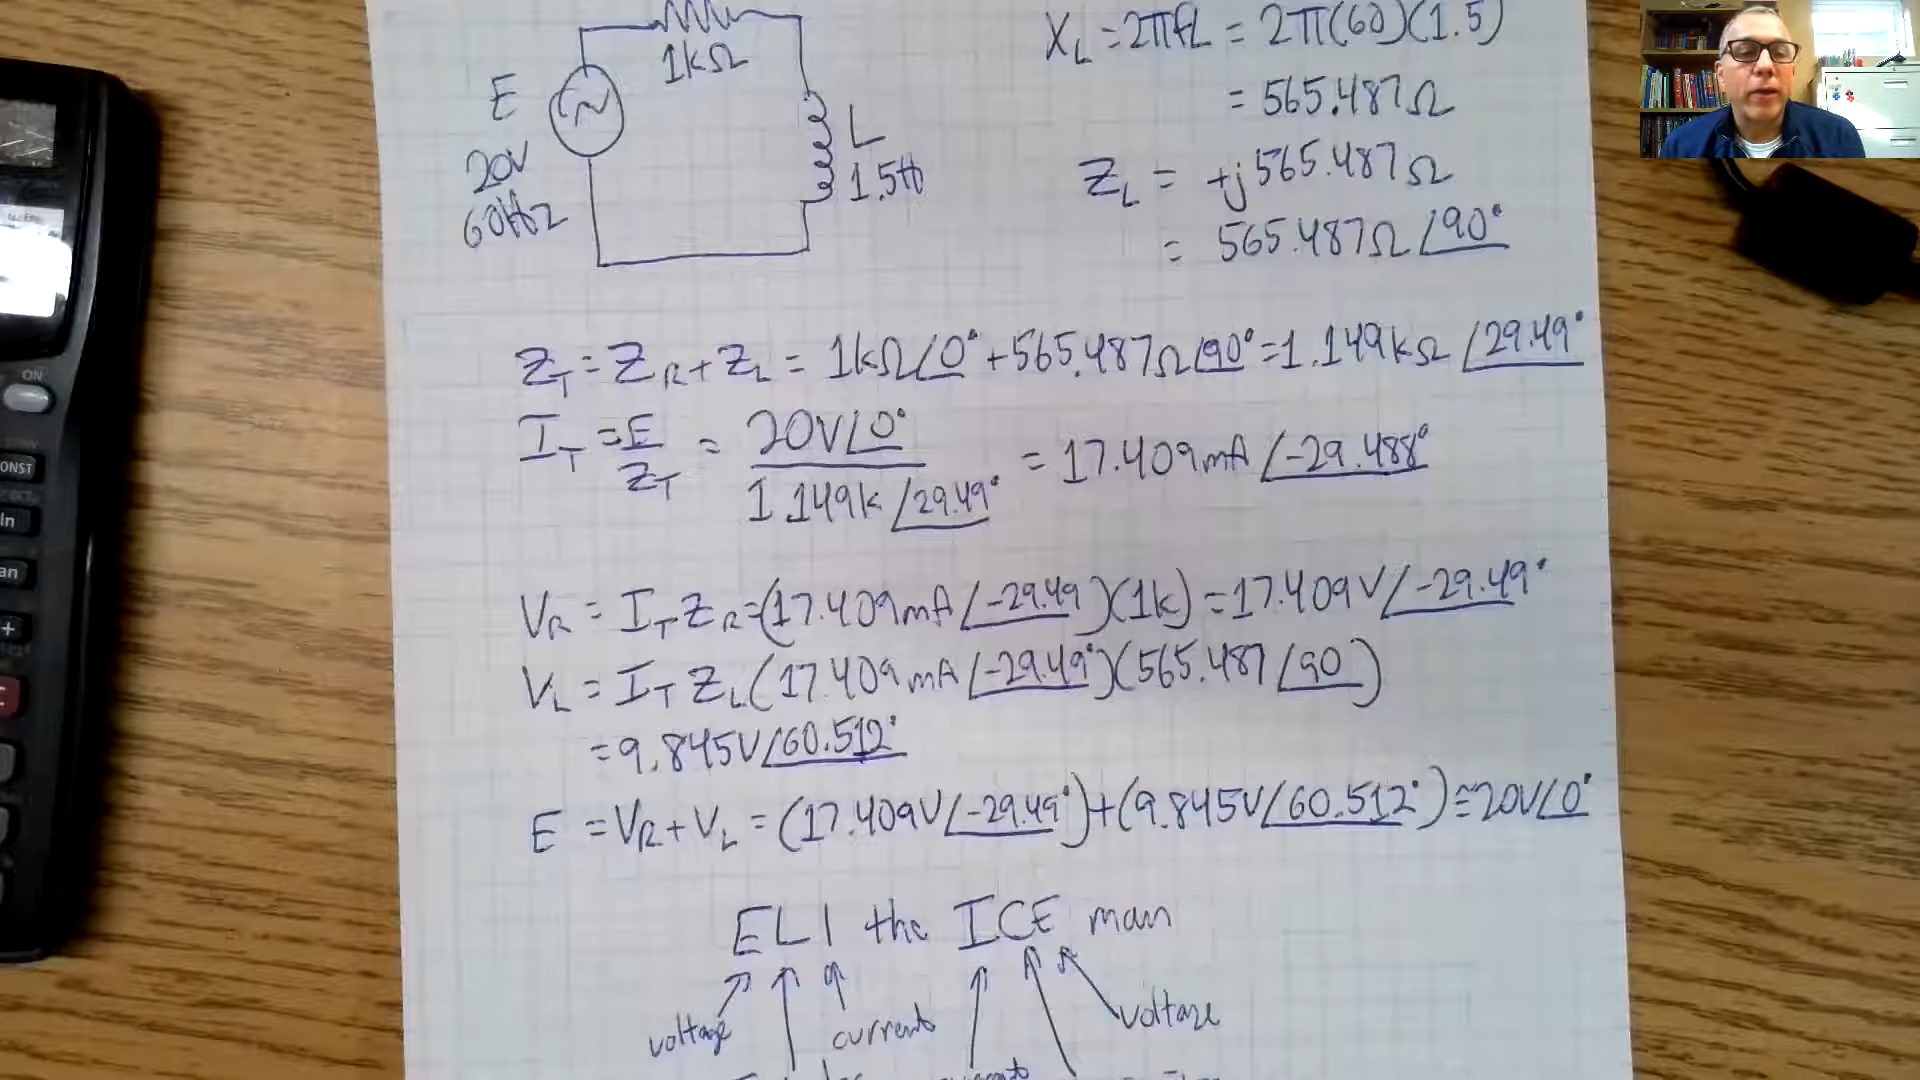 1kΩ
E
20V
60Hz
L
1.5H
X_L = 2πfL = 2π(60)(1.5)
= 565.487Ω
Z_L = +j565.487Ω
= 565.487Ω ∠90°
Z_T = Z_R + Z_L = 1kΩ∠0° + 565.487Ω∠90° = 1.149kΩ ∠29.49°
I_T = E/Z_T = 20V∠0° / 1.149k ∠29.49° = 17.409mA ∠-29.488°
V_R = I_T Z_R = (17.409mA ∠-29.49)(1k) = 17.409V ∠-29.49°
V_L = I_T Z_L (17.409mA ∠-29.49°)(565.487 ∠90)
= 9.845V ∠60.512°
E = V_R + V_L = (17.409V ∠-29.49°) + (9.845V ∠60.512°) ≅ 20V∠0°
ELI the ICE man
voltage current voltage
ON
CONST
ln
an
+